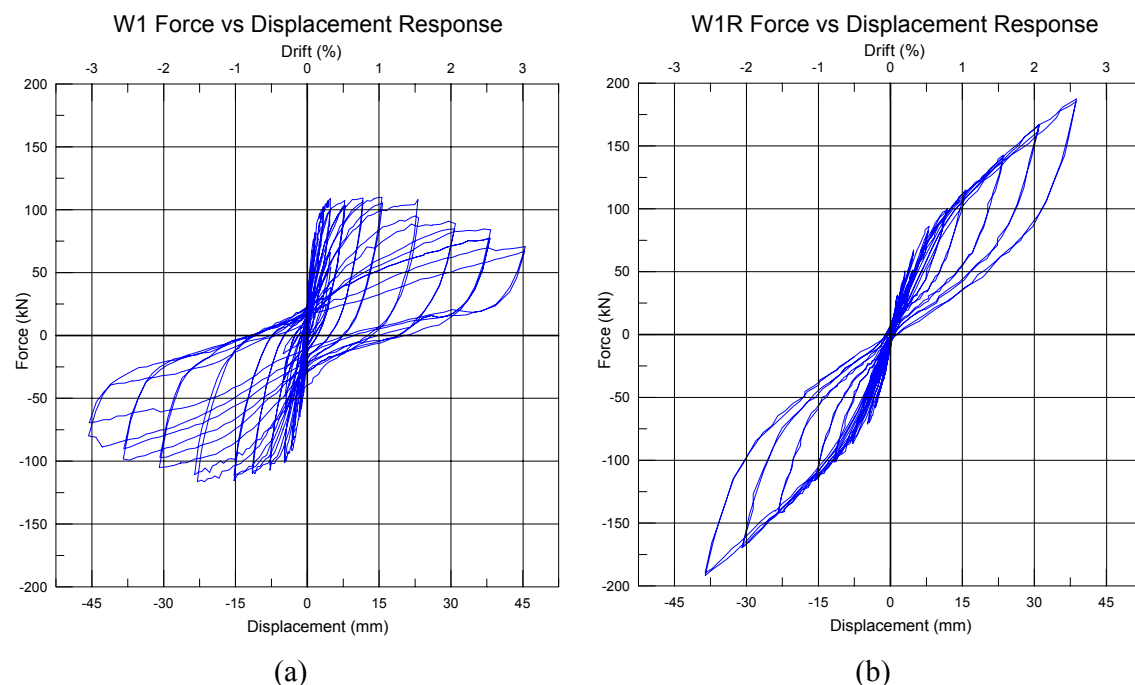 W1 Force vs Displacement Response
Drift (%)
-3 -2 -1 0 1 2 3
200
150
100
50
0
-50
-100
-150
-200
Force (kN)
-45 -30 -15 0 15 30 45
Displacement (mm)
(a)
W1R Force vs Displacement Response
Drift (%)
-3 -2 -1 0 1 2 3
200
150
100
50
0
-50
-100
-150
-200
Force (kN)
-45 -30 -15 0 15 30 45
Displacement (mm)
(b)